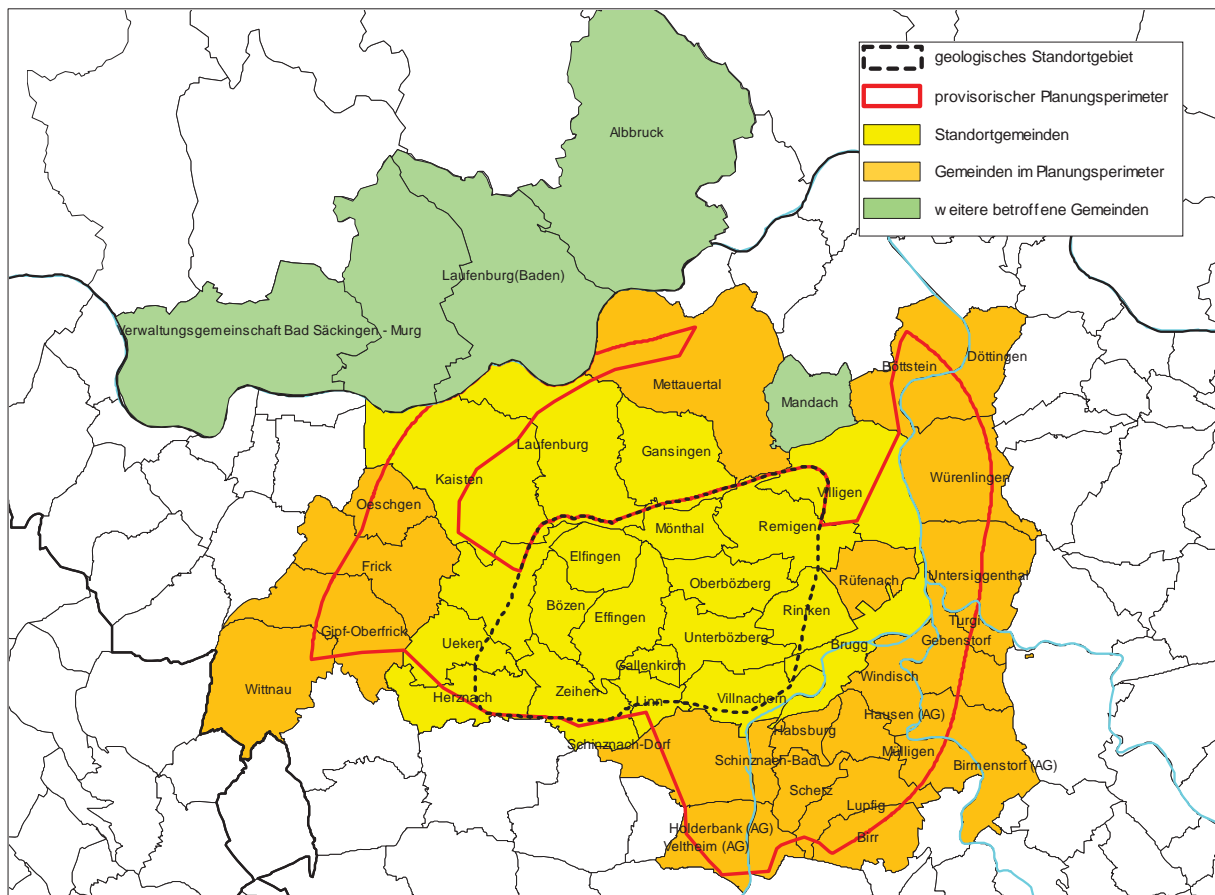 geologisches Standortgebiet
provisorischer Planungsperimeter
Standortgemeinden
Gemeinden im Planungsperimeter
weitere betroffene Gemeinden
Albbruck
Laufenburg(Baden)
Verwaltungsgemeinschaft Bad Säckingen - Murg
Döttingen
Böttstein
Mettauertal
Mandach
Laufenburg
Gansingen
Kaisten
Würenlingen
Villigen
Oeschgen
Mönthal
Remigen
Elfingen
Frick
Oberbözberg
Rüfenach
Untersiggenthal
Bözen
Effingen
Riniken
Turgi
Gipf-Oberfrick
Ueken
Unterbözberg
Brugg
Gebenstorf
Gallenkirch
Windisch
Wittnau
Herznach
Zeihen
Linn
Villnachern
Hausen (AG)
Habsburg
Schinznach-Dorf
Mülligen
Schinznach-Bad
Birmenstorf (AG)
Scherz
Lupfig
Holderbank (AG)
Birr
Veltheim (AG)